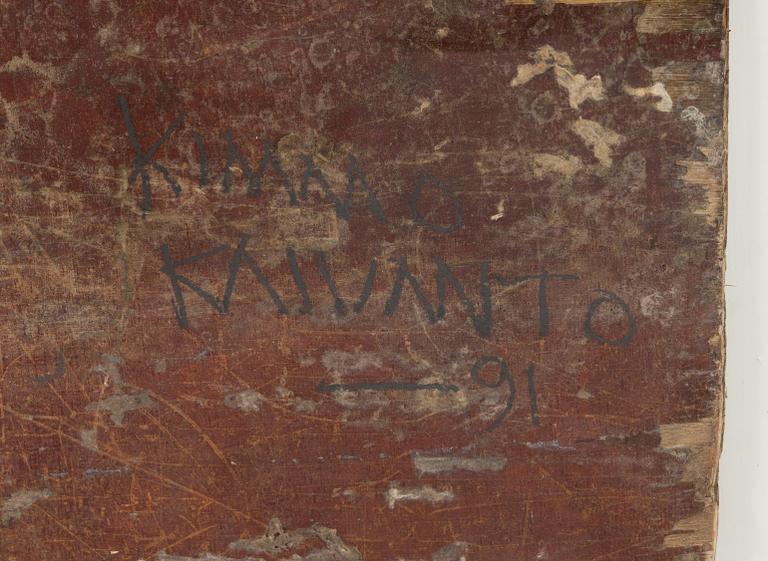 KIMMO
KAIVANTO
— 91